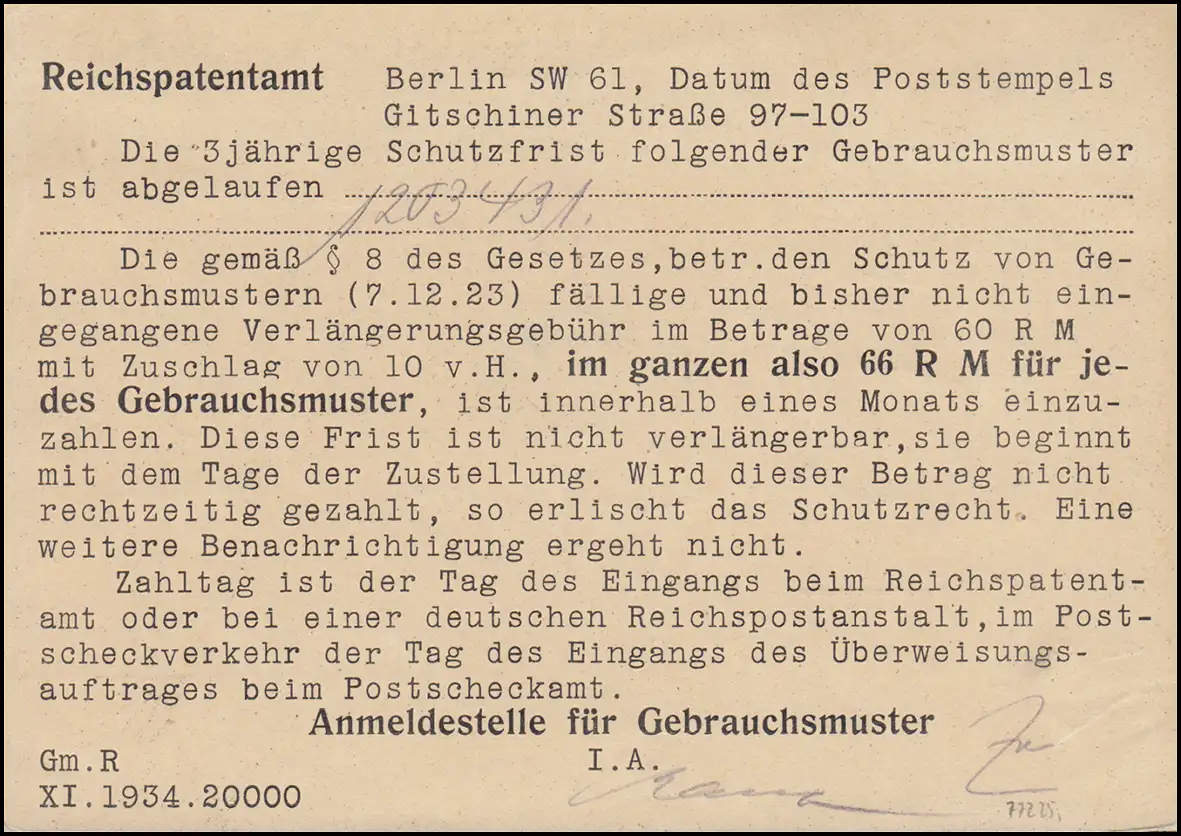 Reichspatentamt Berlin SW 61, Datum des Poststempels
Gitschiner Straße 97-103
Die 3jährige Schutzfrist folgender Gebrauchsmuster
ist abgelaufen
1203431.
Die gemäß § 8 des Gesetzes,betr.den Schutz von Ge-
brauchsmustern (7.12.23) fällige und bisher nicht ein-
gegangene Verlängerungsgebühr im Betrage von 60 R M
mit Zuschlag von 10 v.H., im ganzen also 66 R M für je-
des Gebrauchsmuster, ist innerhalb eines Monats einzu-
zahlen. Diese Frist ist nicht verlängerbar,sie beginnt
mit dem Tage der Zustellung. Wird dieser Betrag nicht
rechtzeitig gezahlt, so erlischt das Schutzrecht. Eine
weitere Benachrichtigung ergeht nicht.
Zahltag ist der Tag des Eingangs beim Reichspatent-
amt oder bei einer deutschen Reichspostanstalt,im Post-
scheckverkehr der Tag des Eingangs des Überweisungs-
auftrages beim Postscheckamt.
Anmeldestelle für Gebrauchsmuster
Gm.R I.A.
XI.1934.20000